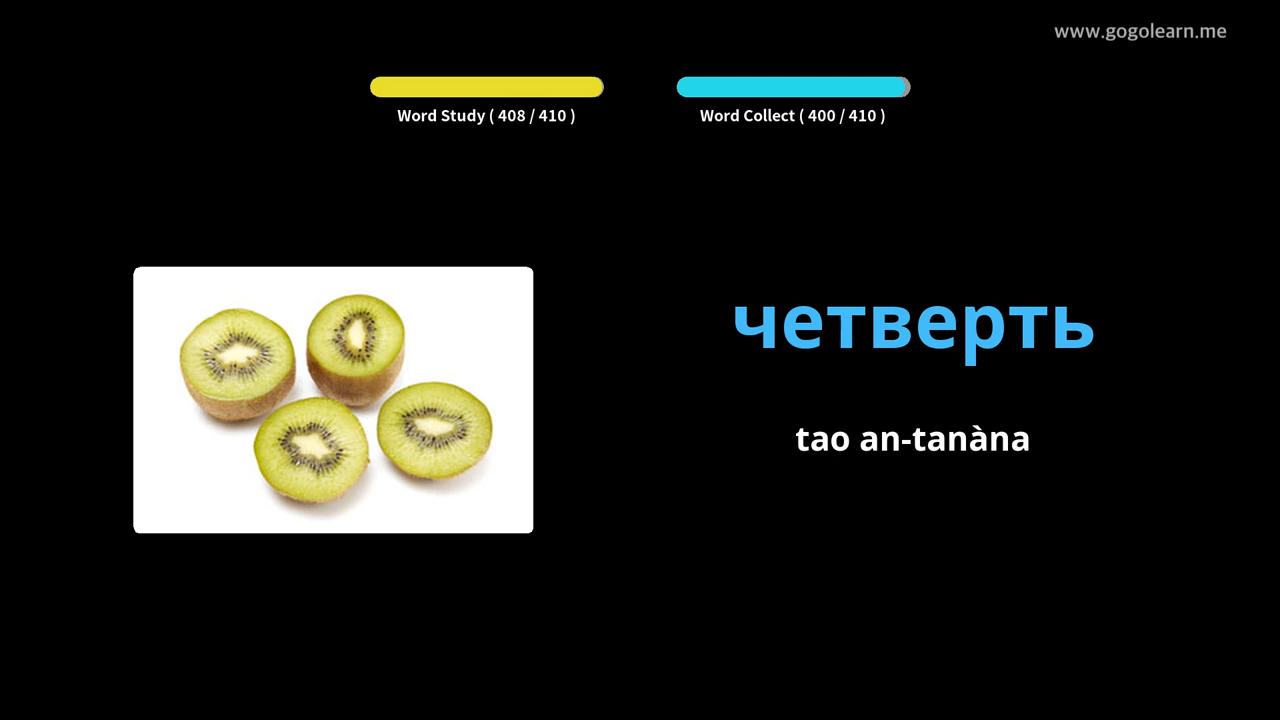 www.gogolearn.me
Word Study ( 408 / 410 )
Word Collect ( 400 / 410 )
четверть
tao an-tanàna